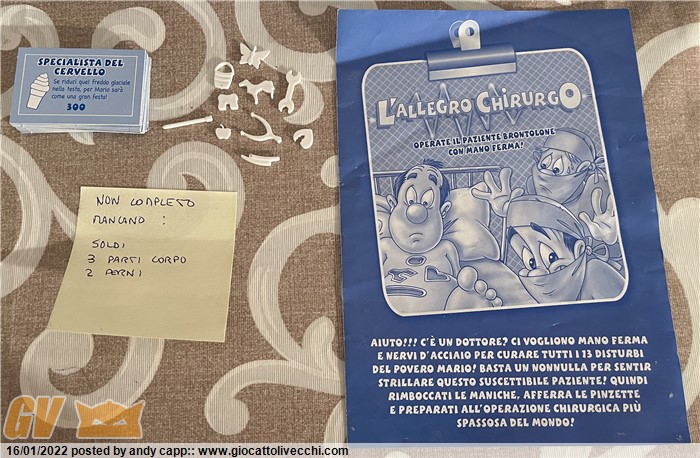 SPECIALISTA DEL
CERVELLO
Se riduci quel freddo glaciale
nella testa, per Mario sarà
come una gran festa!
300
NON COMPLETO
MANCANO :
SOLDI
3 PARTI CORPO
2 PERNI
L'ALLEGRO CHIRURGO
OPERATE IL PAZIENTE BRONTOLONE
CON MANO FERMA!
AIUTO!!! C'È UN DOTTORE? CI VOGLIONO MANO FERMA
E NERVI D'ACCIAIO PER CURARE TUTTI I 13 DISTURBI
DEL POVERO MARIO! BASTA UN NONNULLA PER SENTIR
STRILLARE QUESTO SUSCETTIBILE PAZIENTE! QUINDI
RIMBOCCATI LE MANICHE, AFFERRA LE PINZETTE
E PREPARATI ALL'OPERAZIONE CHIRURGICA PIÙ
SPASSOSA DEL MONDO!
GV
16/01/2022 posted by andy capp:: www.giocattolivecchi.com